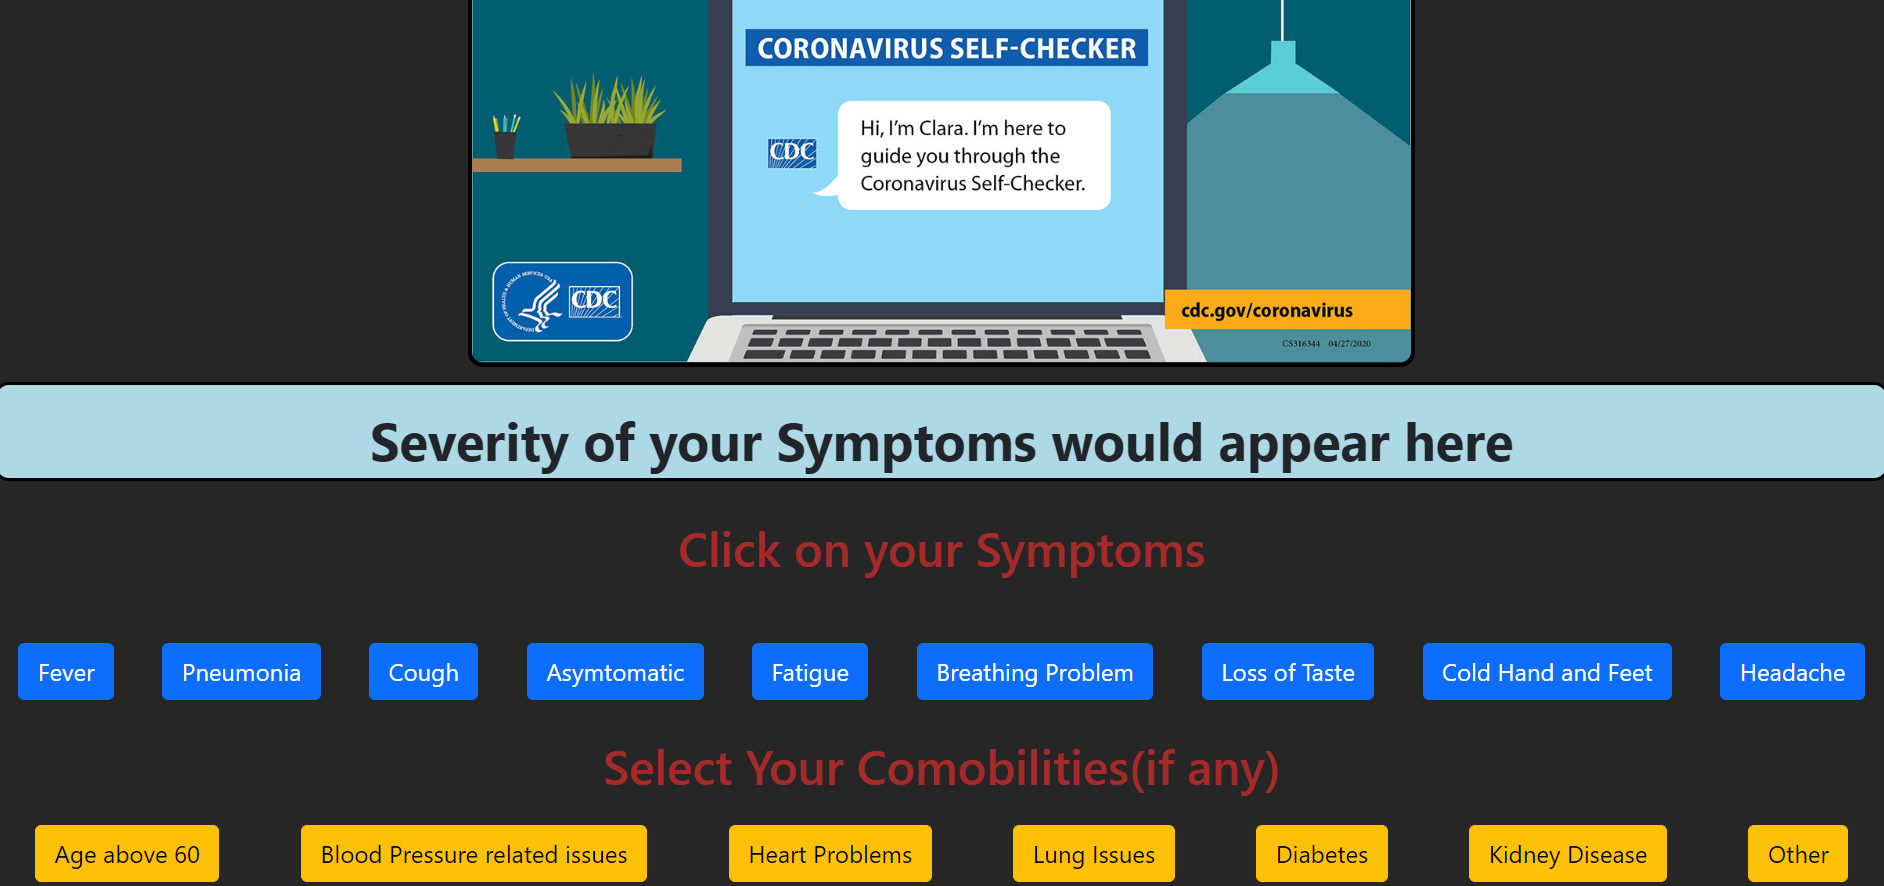 CORONAVIRUS SELF-CHECKER
CDC
Hi, I'm Clara. I'm here to
guide you through the
Coronavirus Self-Checker.
CDC
cdc.gov/coronavirus
CS316344 04/27/2020
Severity of your Symptoms would appear here
Click on your Symptoms
Fever Pneumonia Cough Asymtomatic Fatigue Breathing Problem Loss of Taste Cold Hand and Feet Headache
Select Your Comobilities(if any)
Age above 60 Blood Pressure related issues Heart Problems Lung Issues Diabetes Kidney Disease Other